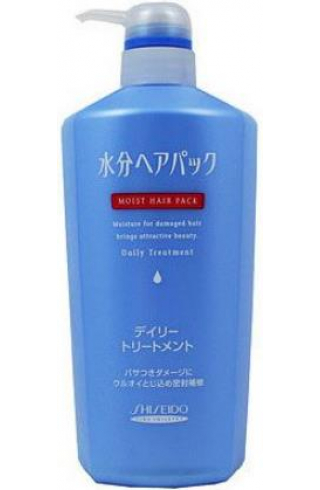 水分ヘアパック
MOIST HAIR PACK
Moisture for damaged hair
brings attractive beauty.
Daily Treatment
デイリー
トリートメント
パサつきダメージに
ウルオイとじ込め密封補修
SHISEIDO